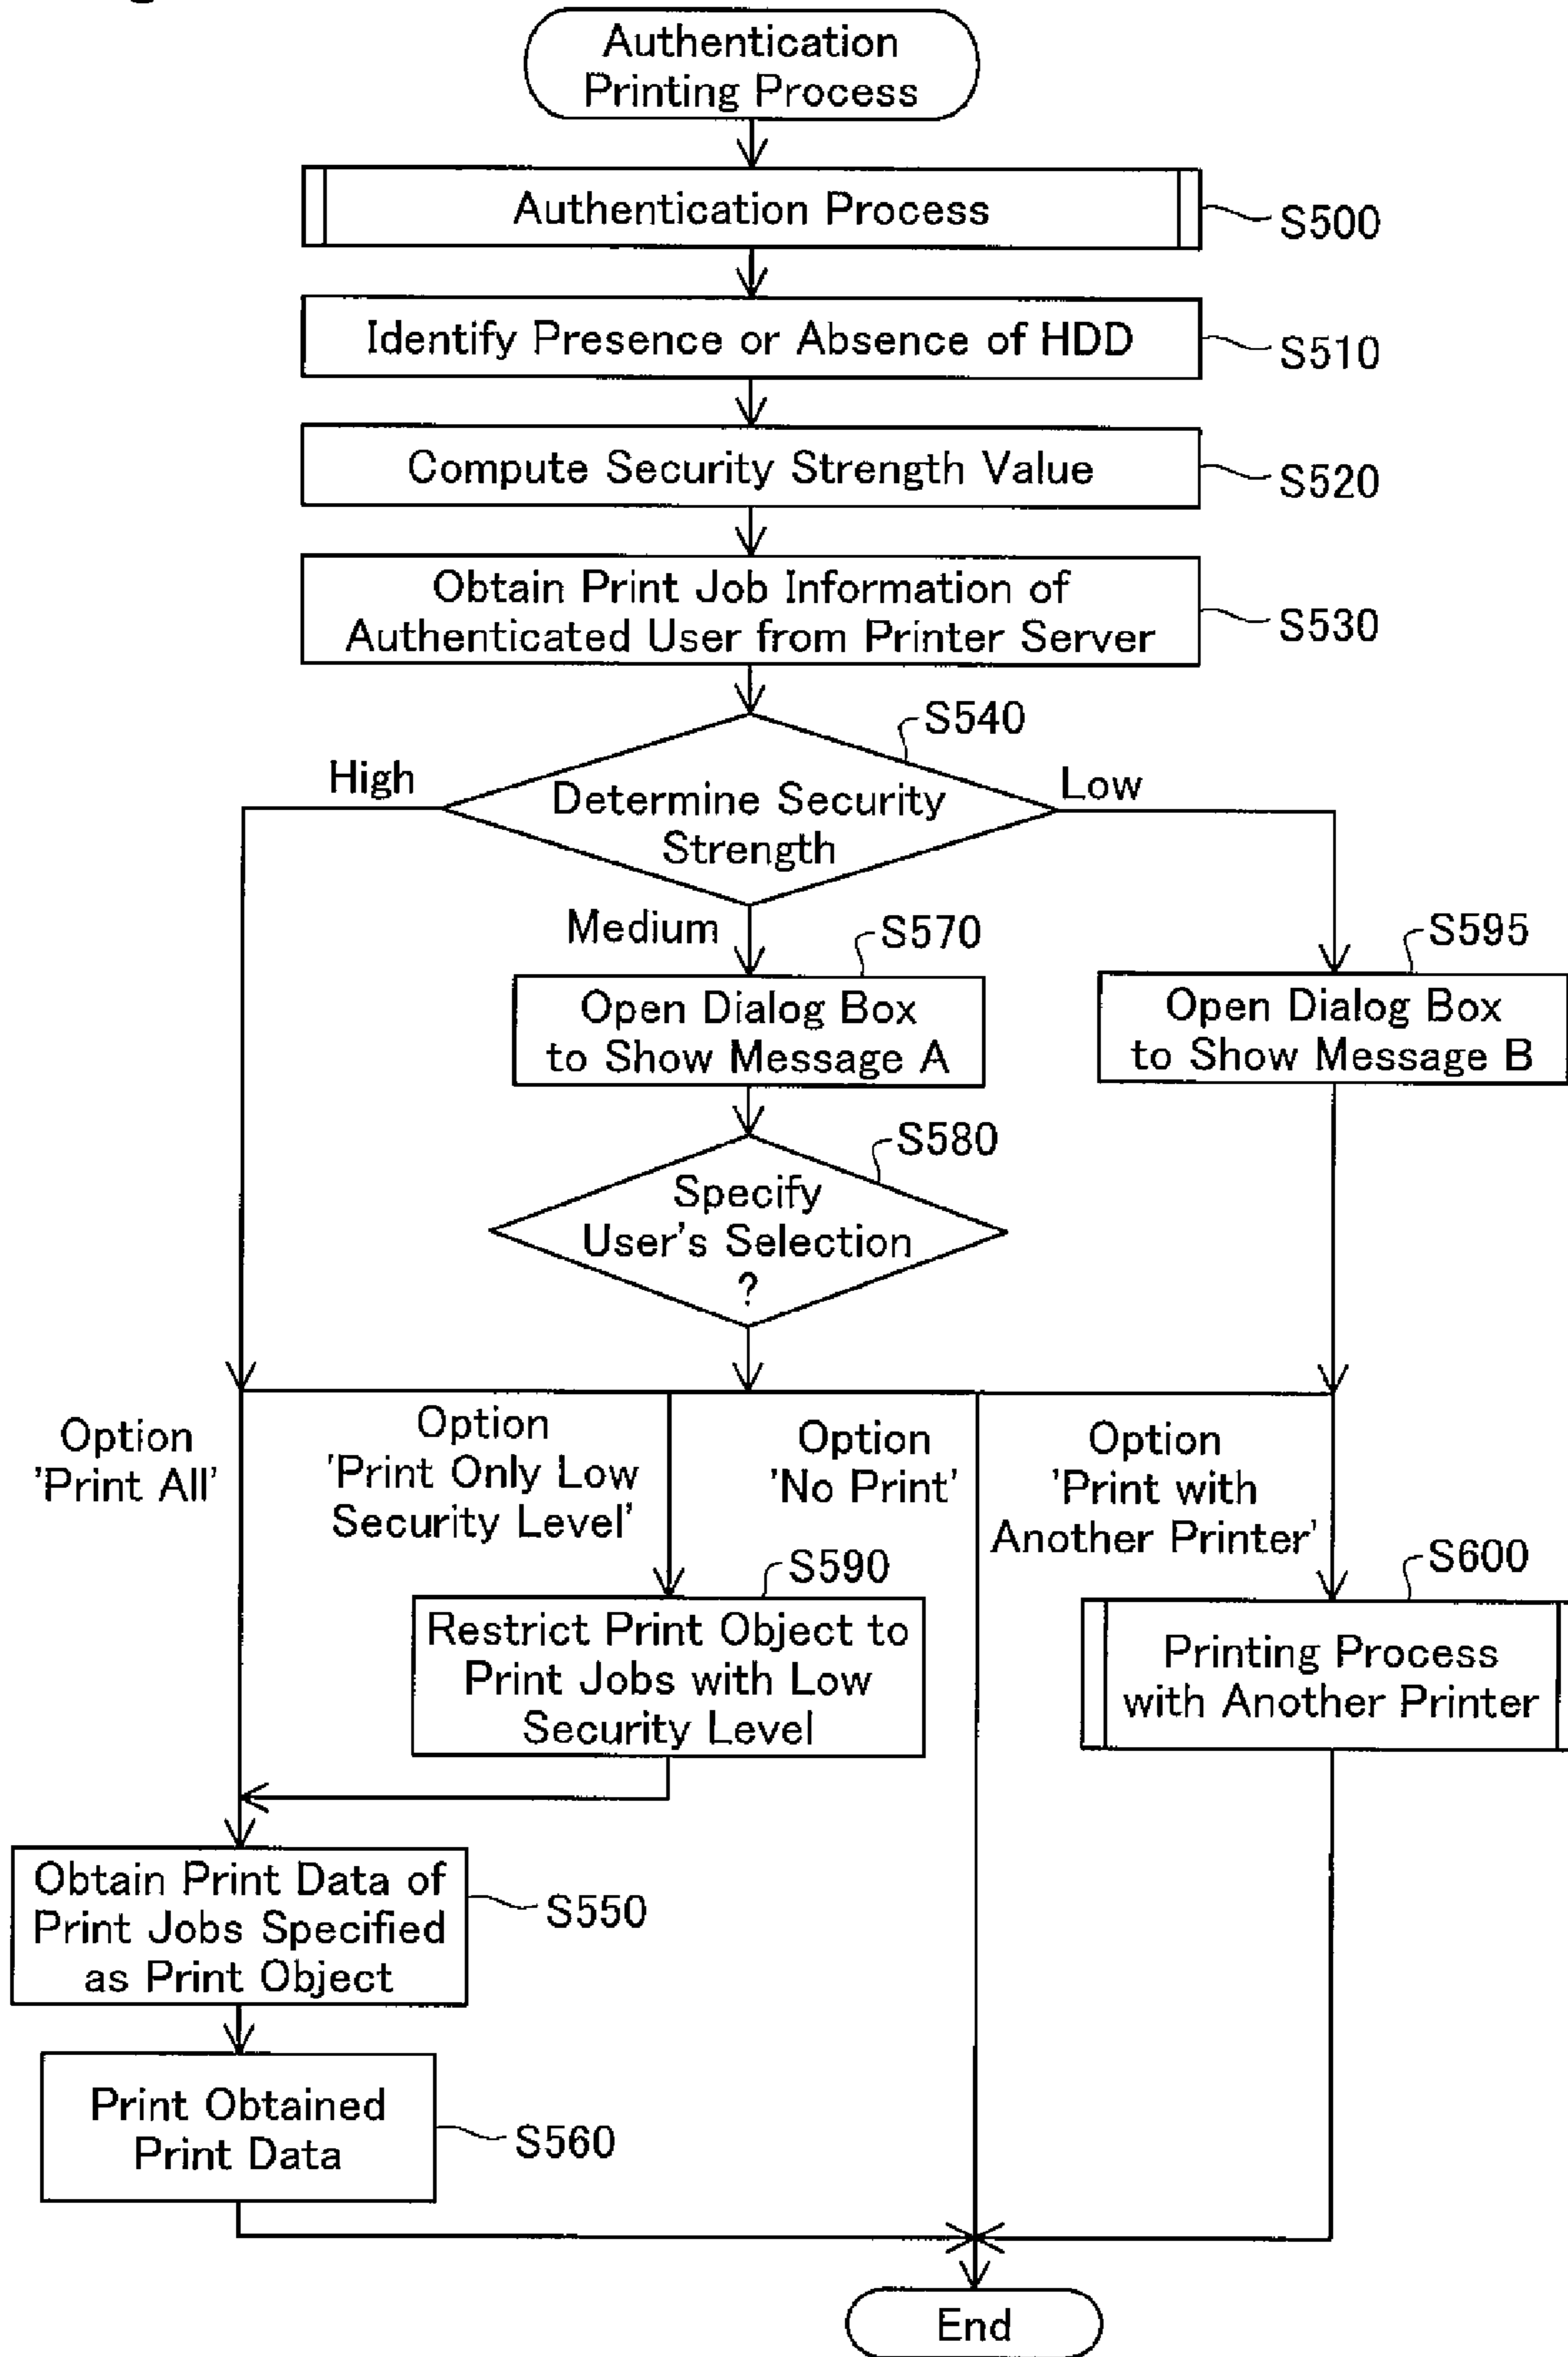 Authentication
Printing Process
Authentication Process
S500
Identify Presence or Absence of HDD
S510
Compute Security Strength Value
S520
Obtain Print Job Information of
Authenticated User from Printer Server
S530
S540
High
Determine Security
Strength
Low
Medium
S570
Open Dialog Box
to Show Message A
S595
Open Dialog Box
to Show Message B
S580
Specify
User's Selection
?
Option
'Print All'
Option
'Print Only Low
Security Level'
Option
'No Print'
Option
'Print with
Another Printer'
S590
Restrict Print Object to
Print Jobs with Low
Security Level
S600
Printing Process
with Another Printer
Obtain Print Data of
Print Jobs Specified
as Print Object
S550
Print Obtained
Print Data
S560
End